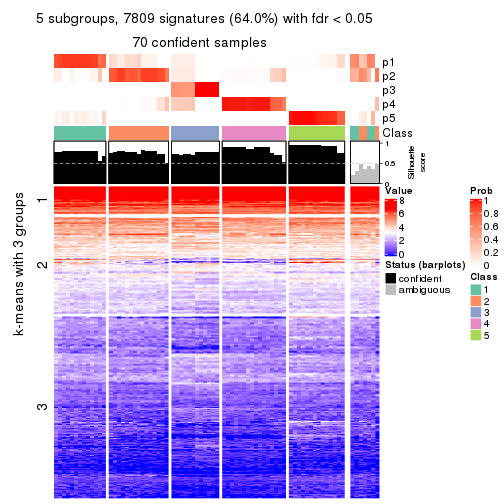 5 subgroups, 7809 signatures (64.0%) with fdr < 0.05
70 confident samples
p1
p2
p3
p4
p5
Class
1
0.5
0
Silhouette
score
k-means with 3 groups
1
2
3
Value
8
6
4
2
0
Status (barplots)
confident
ambiguous
Prob
1
0.8
0.6
0.4
0.2
0
Class
1
2
3
4
5